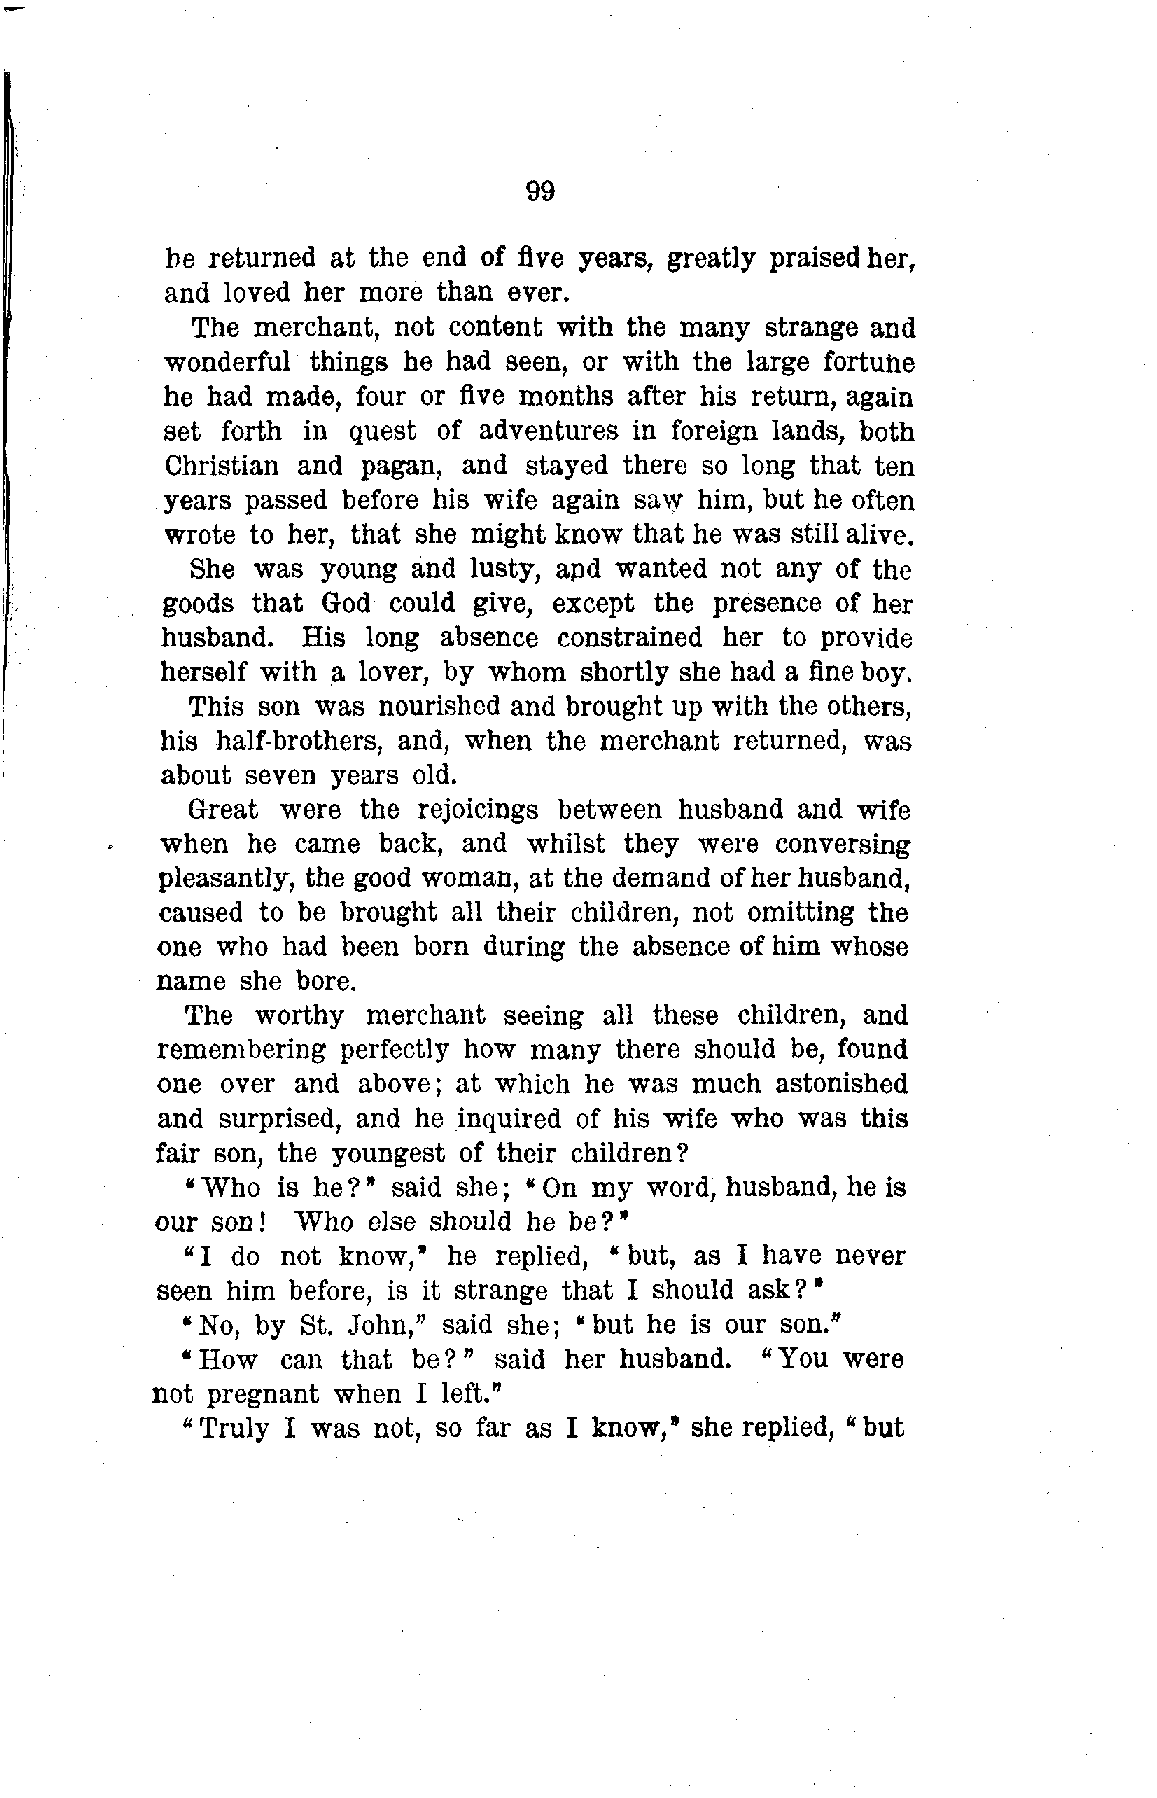 99
he returned at the end of five years, greatly praised her,
and loved her more than ever.
The merchant, not content with the many strange and
wonderful things he had seen, or with the large fortune
he had made, four or five months after his return, again
set forth in quest of adventures in foreign lands, both
Christian and pagan, and stayed there so long that ten
years passed before his wife again saw him, but he often
wrote to her, that she might know that he was still alive.
She was young and lusty, and wanted not any of the
goods that God could give, except the presence of her
husband. His long absence constrained her to provide
herself with a lover, by whom shortly she had a fine boy.
This son was nourished and brought up with the others,
his half-brothers, and, when the merchant returned, was
about seven years old.
Great were the rejoicings between husband and wife
when he came back, and whilst they were conversing
pleasantly, the good woman, at the demand of her husband,
caused to be brought all their children, not omitting the
one who had been born during the absence of him whose
name she bore.
The worthy merchant seeing all these children, and
remembering perfectly how many there should be, found
one over and above; at which he was much astonished
and surprised, and he inquired of his wife who was this
fair son, the youngest of their children?
"Who is he?" said she; "On my word, husband, he is
our son! Who else should he be?"
"I do not know," he replied, "but, as I have never
seen him before, is it strange that I should ask?"
"No, by St. John," said she; "but he is our son."
"How can that be?" said her husband. "You were
not pregnant when I left."
"Truly I was not, so far as I know," she replied, "but